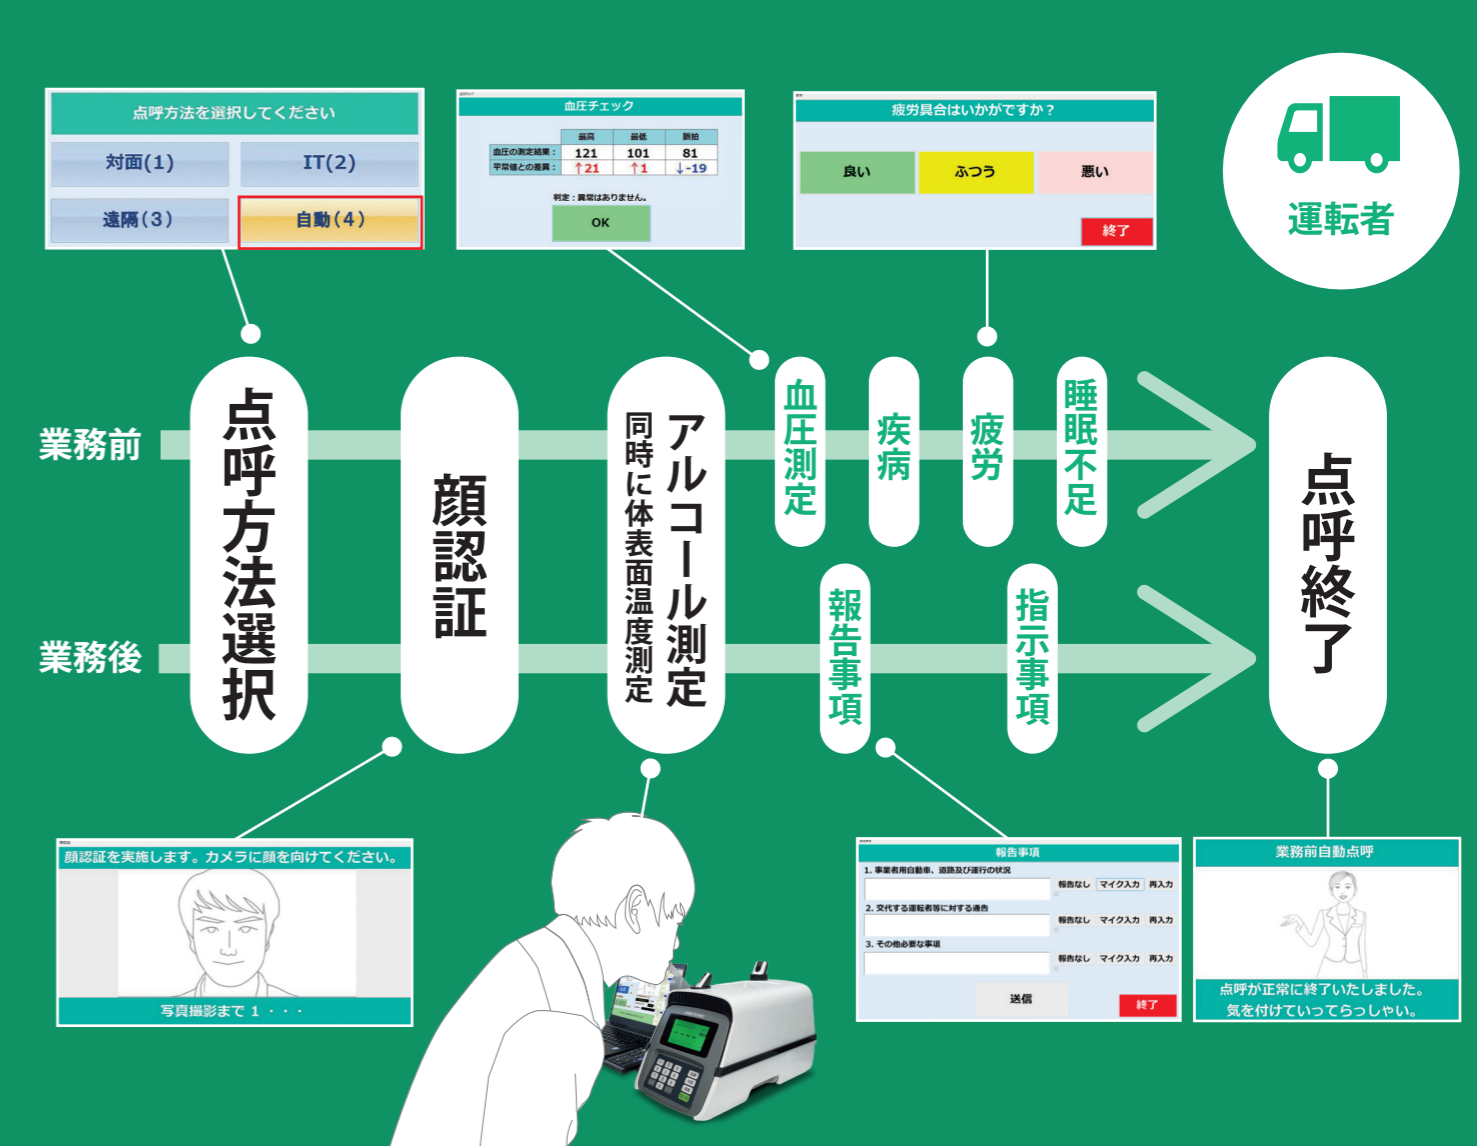 点呼方法を選択してください
対面(1)
IT(2)
遠隔(3)
自動(4)
血圧チェック
最高 最低 脈拍
血圧の測定結果： 121 101 81
平常値との差異： ↑21 ↑1 ↓-19
判定：異常はありません。
OK
疲労具合はいかがですか？
良い
ふつう
悪い
終了
運転者
業務前
業務後
点呼方法選択
顔認証
アルコール測定
同時に体表面温度測定
血圧測定
疾病
疲労
睡眠不足
報告事項
指示事項
点呼終了
顔認証を実施します。カメラに顔を向けてください。
写真撮影まで 1 ・・・
報告事項
1. 事業者用自動車、道路及び運行の状況
報告なし マイク入力 再入力
2. 交代する運転者等に対する通告
報告なし マイク入力 再入力
3. その他必要な事項
報告なし マイク入力 再入力
送信
終了
業務前自動点呼
点呼が正常に終了いたしました。
気を付けていってらっしゃい。